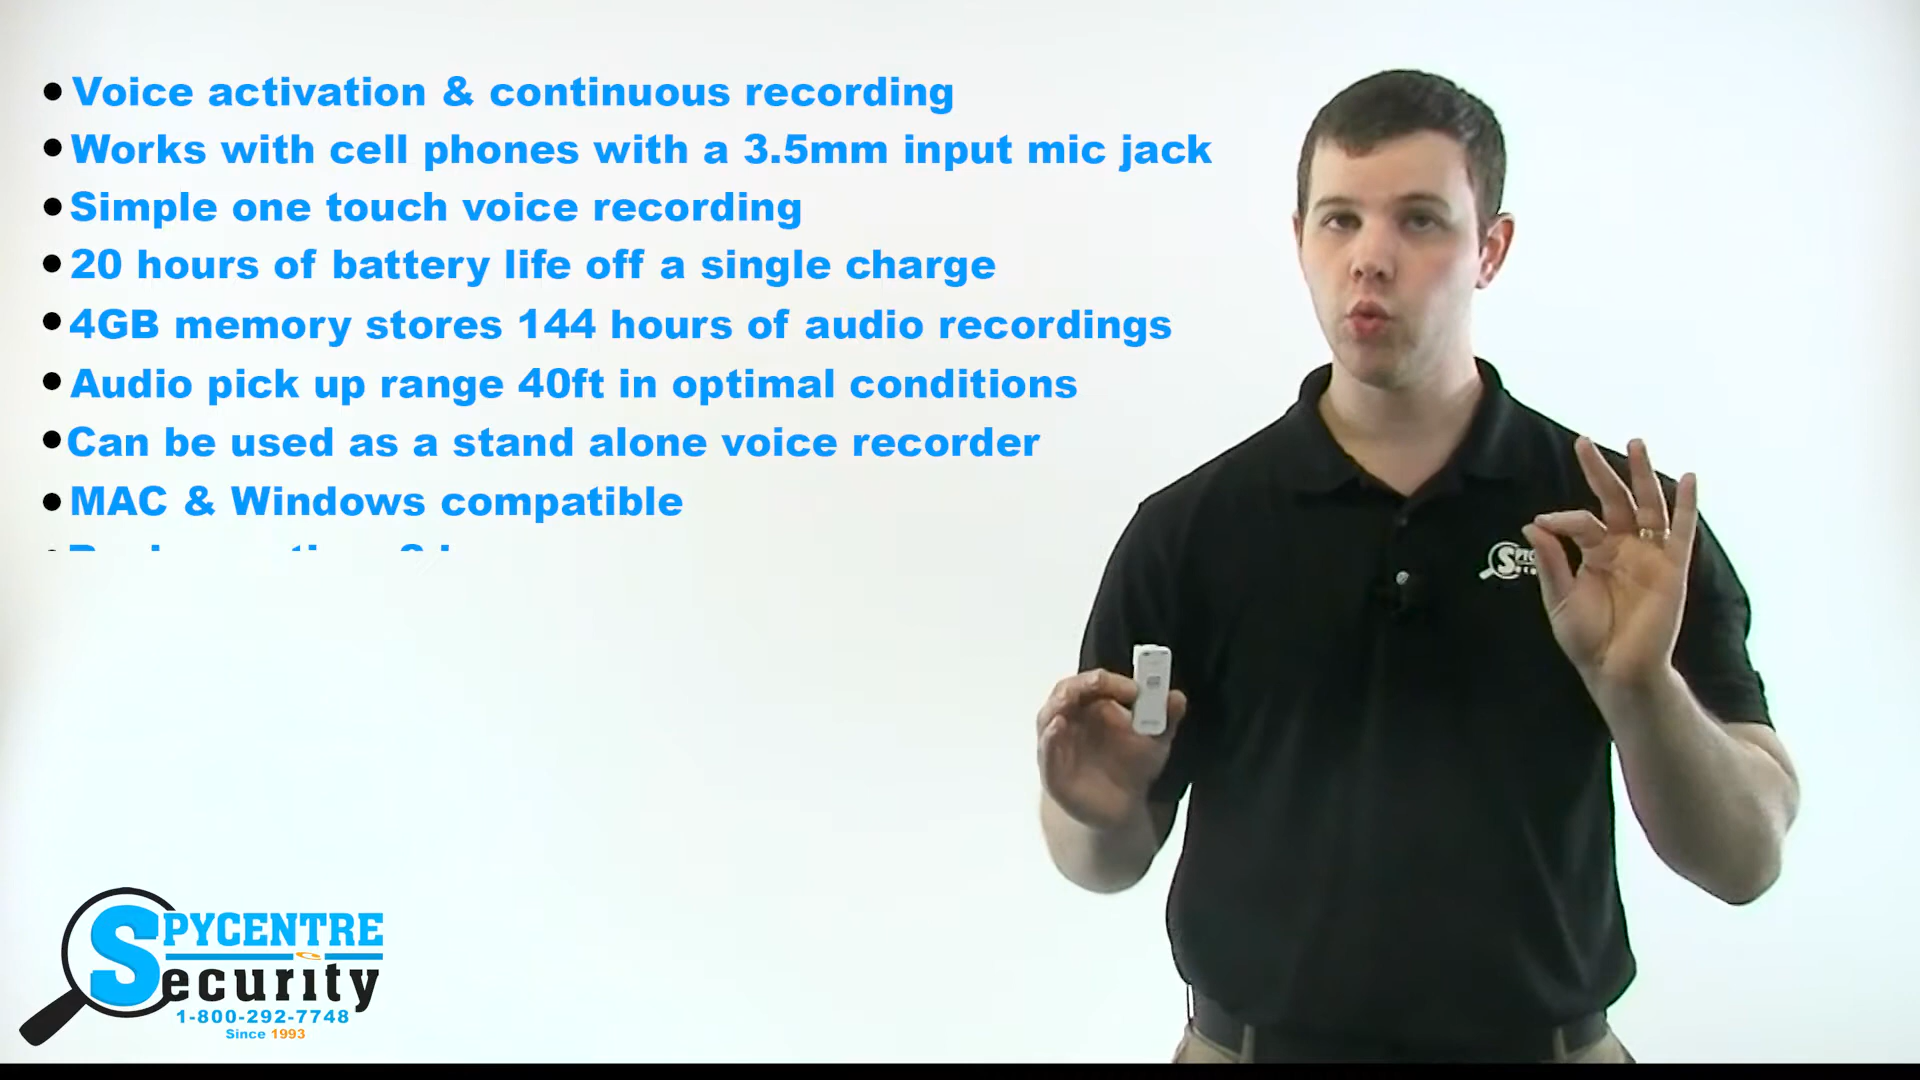 • Voice activation & continuous recording
• Works with cell phones with a 3.5mm input mic jack
• Simple one touch voice recording
• 20 hours of battery life off a single charge
• 4GB memory stores 144 hours of audio recordings
• Audio pick up range 40ft in optimal conditions
• Can be used as a stand alone voice recorder
• MAC & Windows compatible
SPYCENTRE
Security
1-800-292-7748
Since 1993